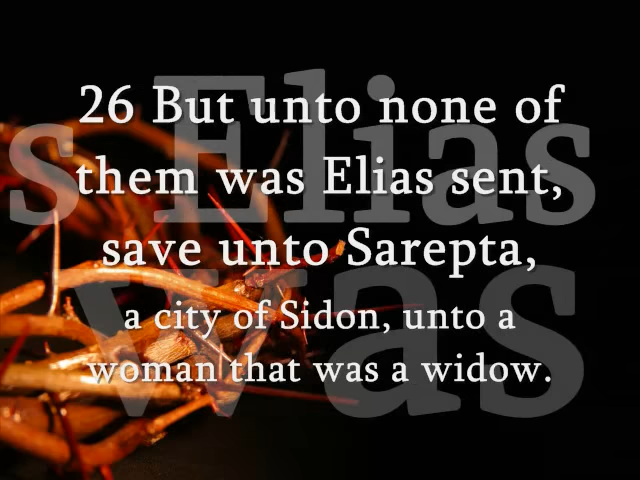 s Elias
was
26 But unto none of
them was Elias sent,
save unto Sarepta,
a city of Sidon, unto a
woman that was a widow.